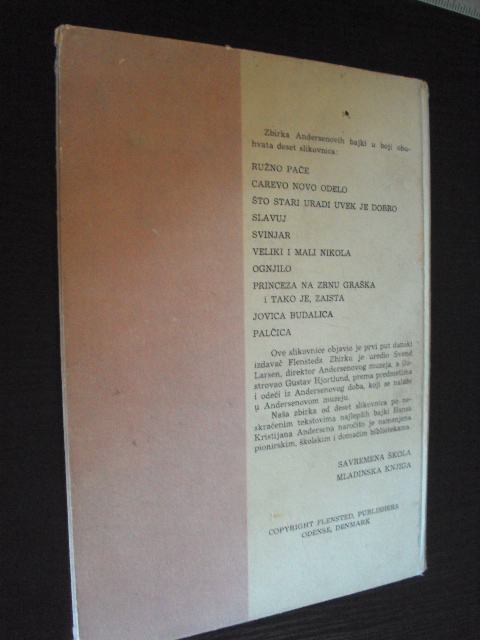 Zbirka Andersenovih bajki u boji obu-
hvata deset slikovnica:
RUŽNO PAČE
CAREVO NOVO ODELO
ŠTO STARI URADI UVEK JE DOBRO
SLAVUJ
SVINJAR
VELIKI I MALI NIKOLA
OGNJILO
PRINCEZA NA ZRNU GRAŠKA
i TAKO JE, ZAISTA
JOVICA BUDALICA
PALČICA
Ove slikovnice objavio je prvi put danski
izdavač Flensted. Zbirku je uredio Svend
Larsen, direktor Andersenovog muzeja, a ilu-
strovao Gustav Hjortlund, prema predmetima
i odeći iz Andersenovog doba, koji se nalaze
u Andersenovom muzeju.
Naša zbirka od deset slikovnica po ne-
skraćenim tekstovima najlepših bajki Hansa
Kristijana Andersena naročito je namenjena
pionirskim, školskim i domaćim bibliotekama.
SAVREMENA ŠKOLA
MLADINSKA KNJIGA
COPYRIGHT FLENSTED, PUBLISHERS
ODENSE, DENMARK